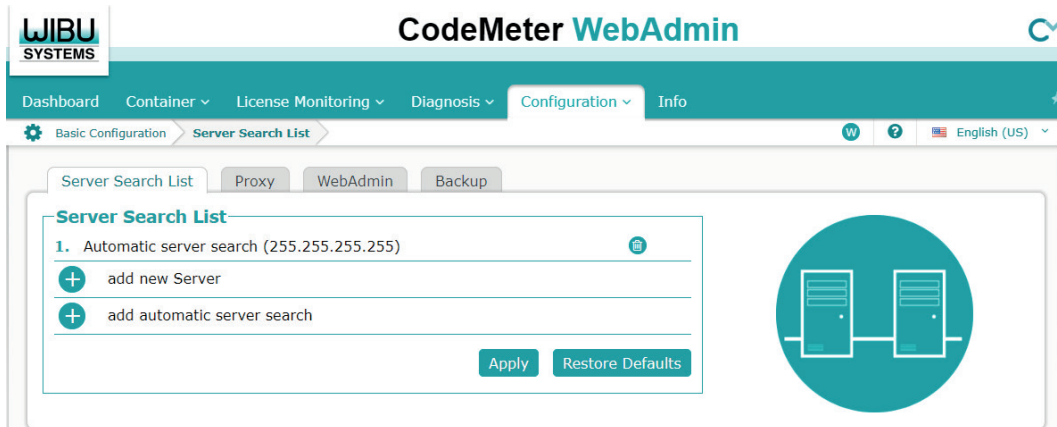 WIBU
SYSTEMS
CodeMeter WebAdmin
Dashboard Container License Monitoring Diagnosis Configuration Info
Basic Configuration Server Search List W ? English (US)
Server Search List Proxy WebAdmin Backup
Server Search List
1. Automatic server search (255.255.255.255)
add new Server
add automatic server search
Apply Restore Defaults